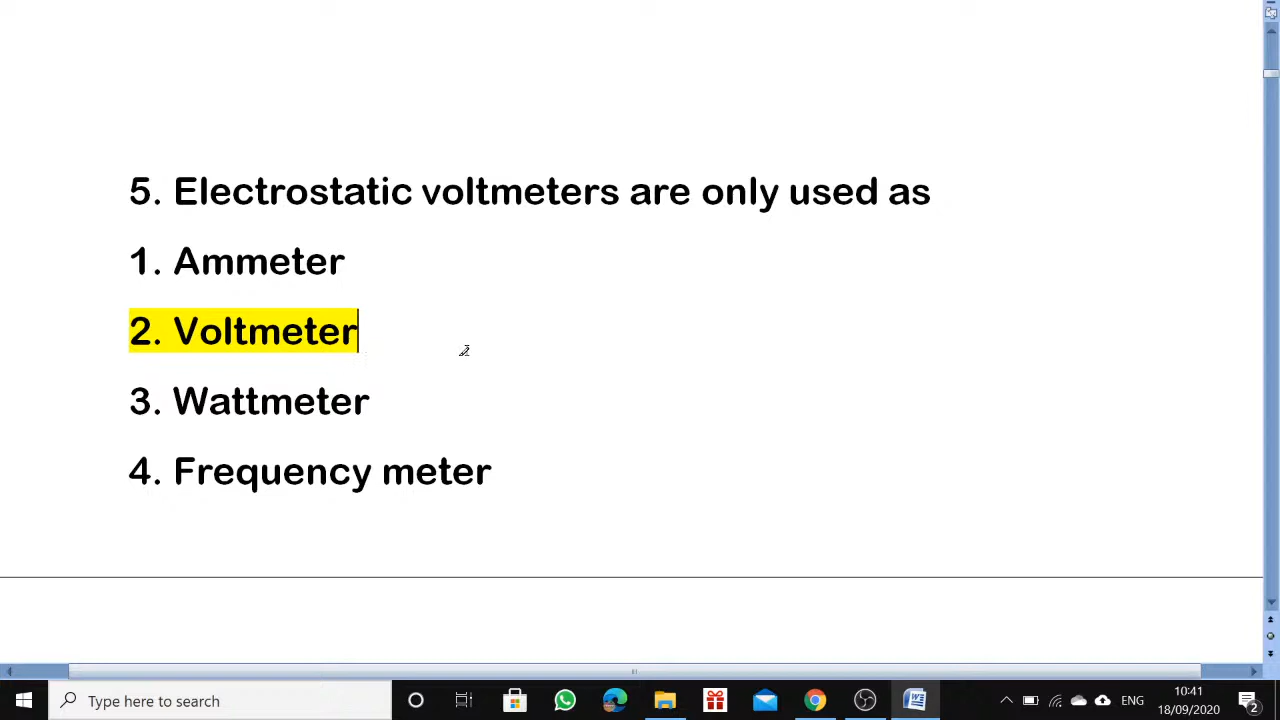 5. Electrostatic voltmeters are only used as
1. Ammeter
2. Voltmeter
3. Wattmeter
4. Frequency meter
Type here to search
ENG
10:41
18/09/2020
2